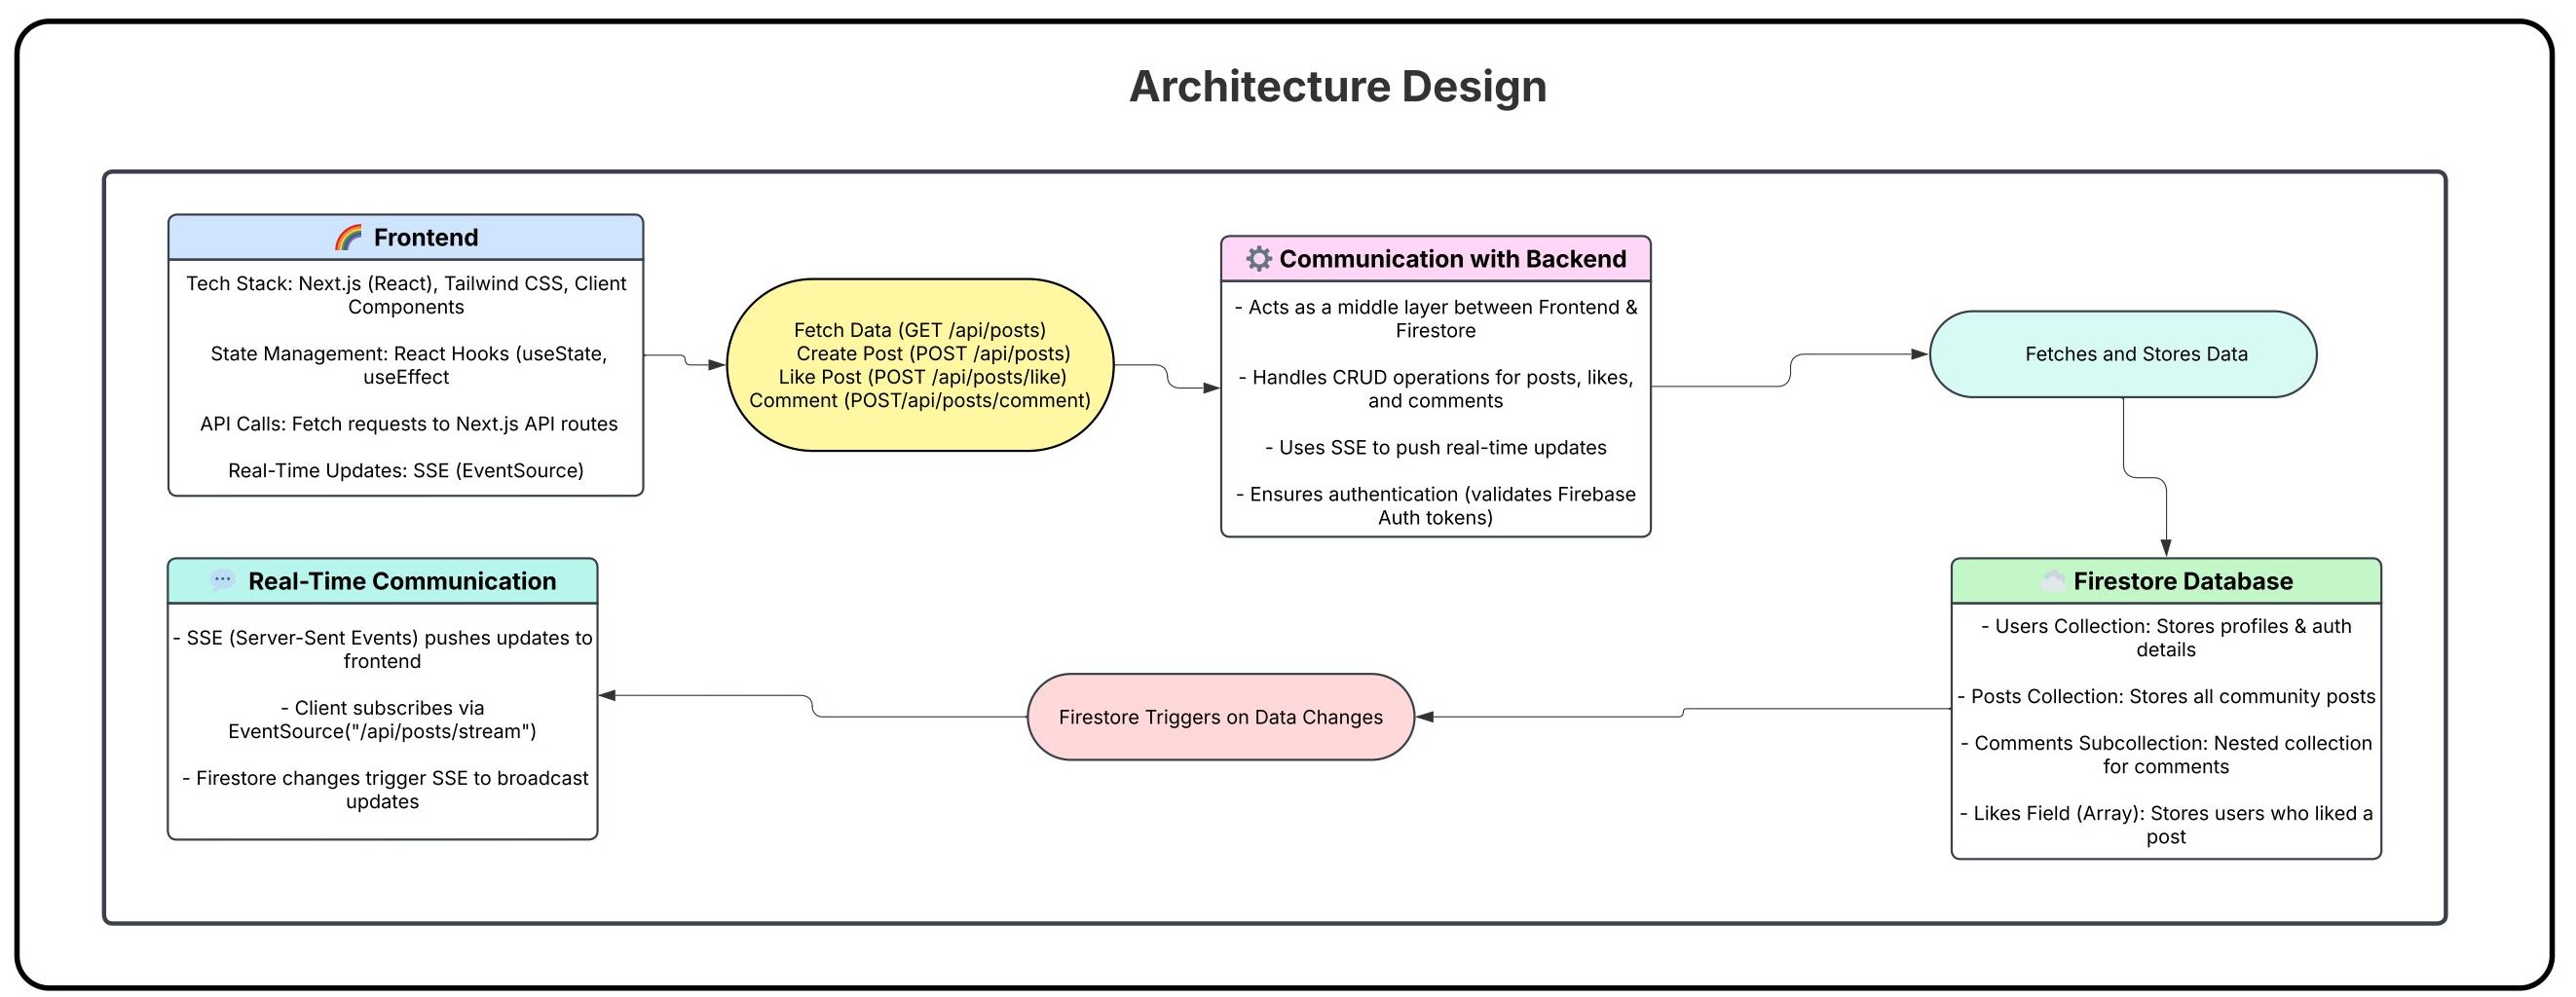 Architecture Design
Frontend
Tech Stack: Next.js (React), Tailwind CSS, Client
Components
State Management: React Hooks (useState,
useEffect
API Calls: Fetch requests to Next.js API routes
Real-Time Updates: SSE (EventSource)
Fetch Data (GET /api/posts)
Create Post (POST /api/posts)
Like Post (POST /api/posts/like)
Comment (POST/api/posts/comment)
Communication with Backend
- Acts as a middle layer between Frontend &
Firestore
- Handles CRUD operations for posts, likes,
and comments
- Uses SSE to push real-time updates
- Ensures authentication (validates Firebase
Auth tokens)
Fetches and Stores Data
Firestore Database
- Users Collection: Stores profiles & auth
details
- Posts Collection: Stores all community posts
- Comments Subcollection: Nested collection
for comments
- Likes Field (Array): Stores users who liked a
post
Firestore Triggers on Data Changes
Real-Time Communication
- SSE (Server-Sent Events) pushes updates to
frontend
- Client subscribes via
EventSource("/api/posts/stream")
- Firestore changes trigger SSE to broadcast
updates